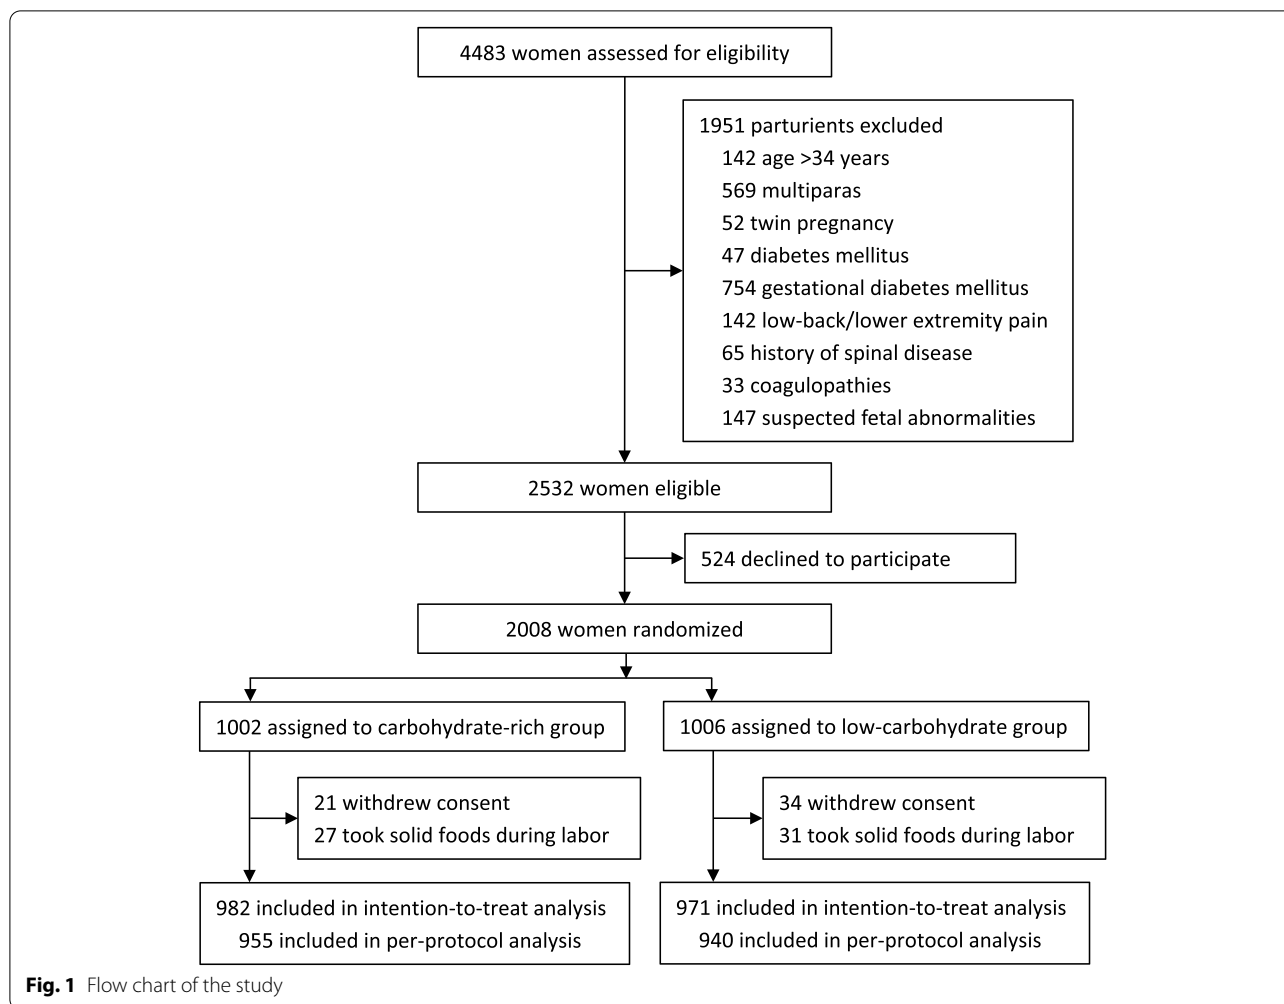 4483 women assessed for eligibility
1951 parturients excluded
142 age >34 years
569 multiparas
52 twin pregnancy
47 diabetes mellitus
754 gestational diabetes mellitus
142 low-back/lower extremity pain
65 history of spinal disease
33 coagulopathies
147 suspected fetal abnormalities
2532 women eligible
524 declined to participate
2008 women randomized
1002 assigned to carbohydrate-rich group
1006 assigned to low-carbohydrate group
21 withdrew consent
27 took solid foods during labor
34 withdrew consent
31 took solid foods during labor
982 included in intention-to-treat analysis
955 included in per-protocol analysis
971 included in intention-to-treat analysis
940 included in per-protocol analysis
Fig. 1 Flow chart of the study